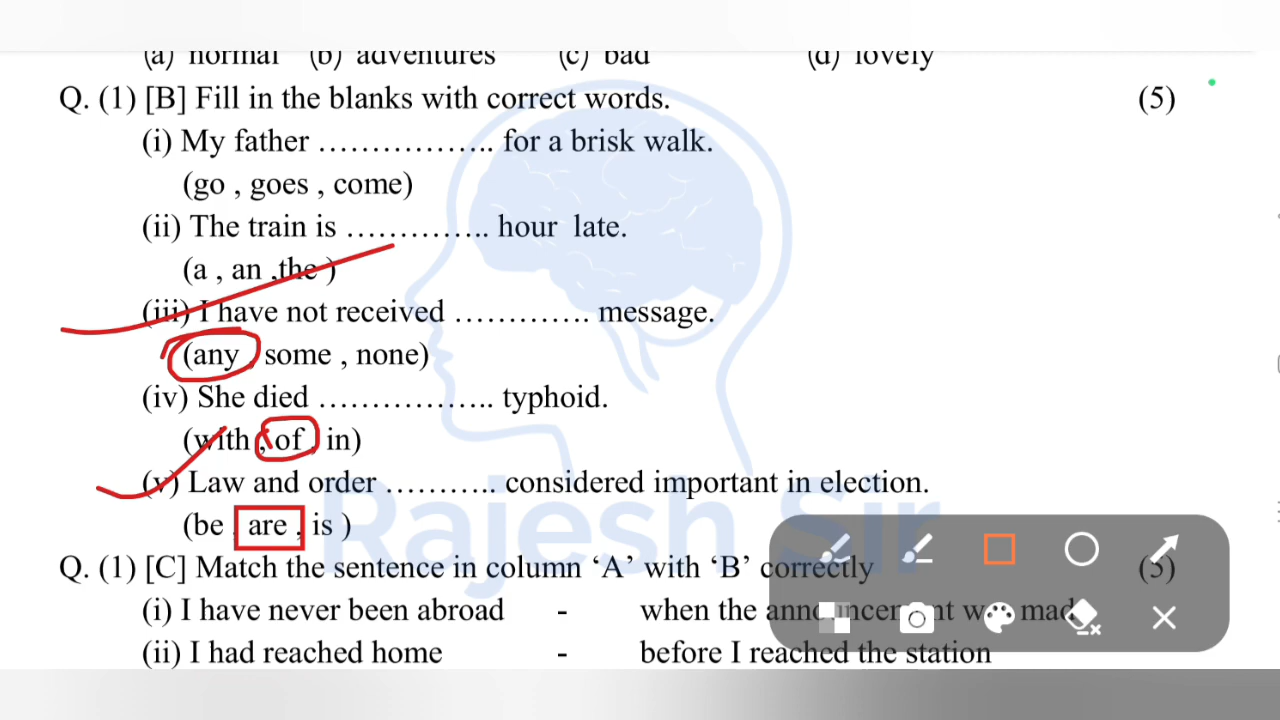 (a) normal (b) adventures (c) bad (d) lovely
Q. (1) [B] Fill in the blanks with correct words. (5)
(i) My father …………….. for a brisk walk.
(go , goes , come)
(ii) The train is ………….. hour late.
(a , an ,the )
(iii) I have not received …………. message.
(any , some , none)
(iv) She died …………….. typhoid.
(with , of , in)
(v) Law and order ……….. considered important in election.
(be , are , is )
Q. (1) [C] Match the sentence in column ‘A’ with ‘B’ correctly (5)
(i) I have never been abroad - when the announcement was made
(ii) I had reached home - before I reached the station
Rajesh Sir